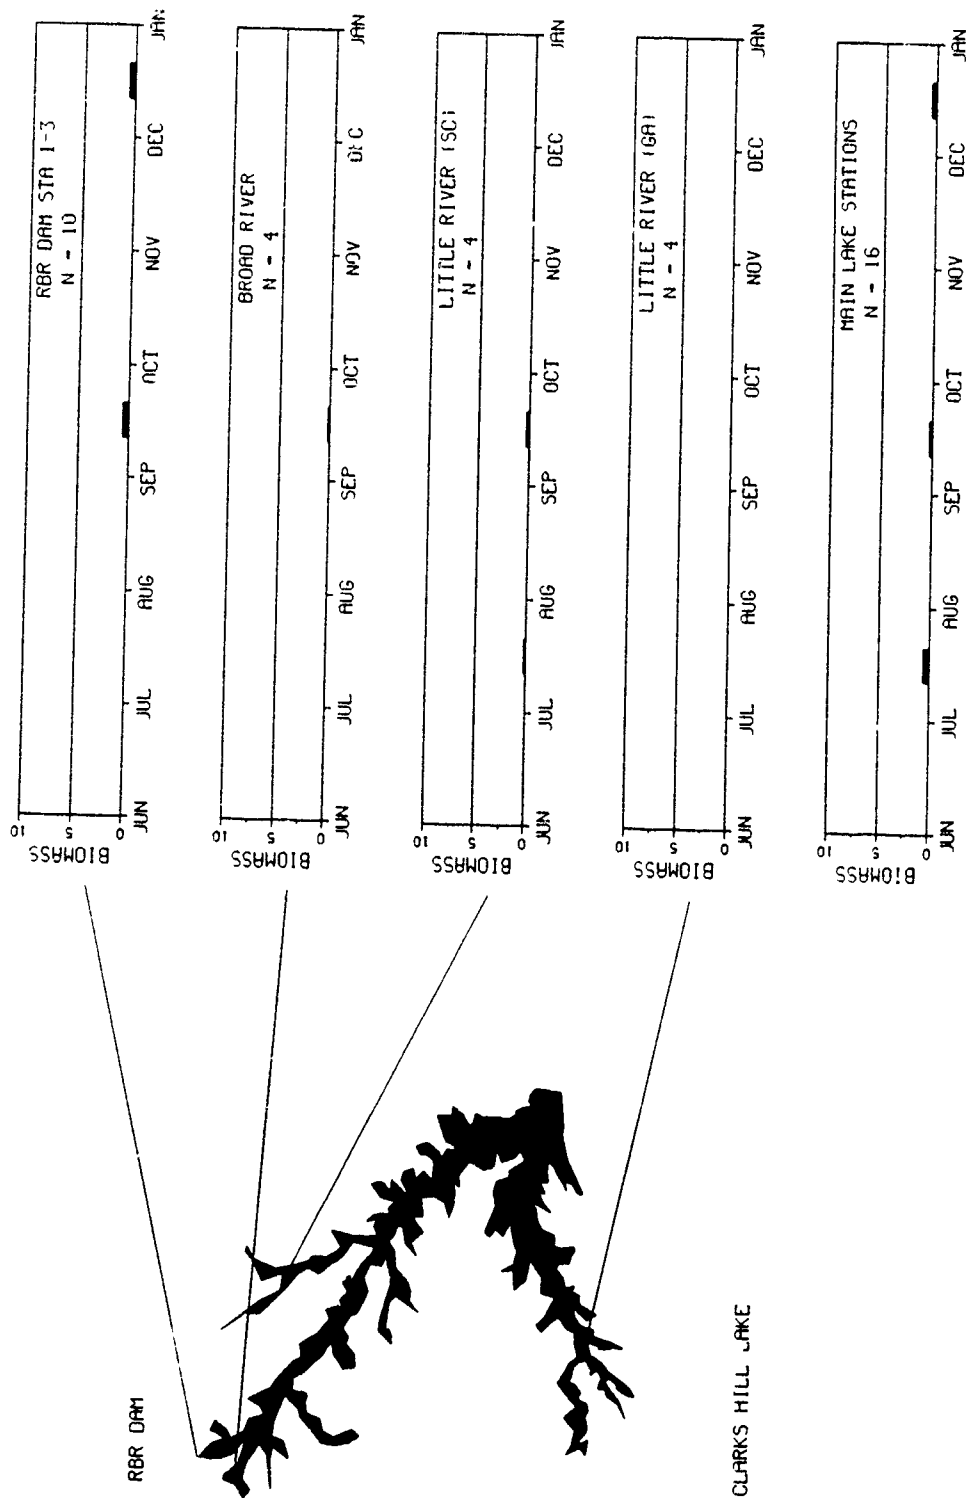 RBR DAM STA 1-3
N - 10
BIOMASS
10
5
0
JUN
JUL
AUG
SEP
OCT
NOV
DEC
JAN
BROAD RIVER
N - 4
BIOMASS
10
5
0
JUN
JUL
AUG
SEP
OCT
NOV
DEC
JAN
LITTLE RIVER (SC)
N - 4
BIOMASS
10
5
0
JUN
JUL
AUG
SEP
OCT
NOV
DEC
JAN
LITTLE RIVER (GA)
N - 4
BIOMASS
10
5
0
JUN
JUL
AUG
SEP
OCT
NOV
DEC
JAN
MAIN LAKE STATIONS
N - 16
BIOMASS
10
5
0
JUN
JUL
AUG
SEP
OCT
NOV
DEC
JAN
RBR DAM
CLARKS HILL LAKE